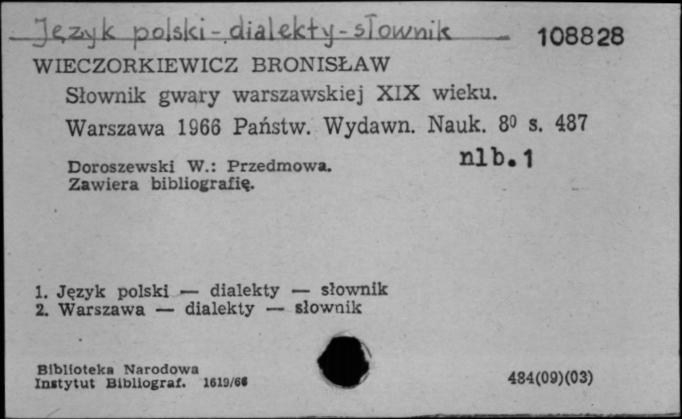 Język polski - dialekty - słownik
108828
WIECZORKIEWICZ BRONISŁAW
Słownik gwary warszawskiej XIX wieku.
Warszawa 1966 Państw. Wydawn. Nauk. 8⁰ s. 487
nlb. 1
Doroszewski W.: Przedmowa.
Zawiera bibliografię.
1. Język polski — dialekty — słownik
2. Warszawa — dialekty — słownik
Biblioteka Narodowa
Instytut Bibliograf. 1619/66
484(09)(03)